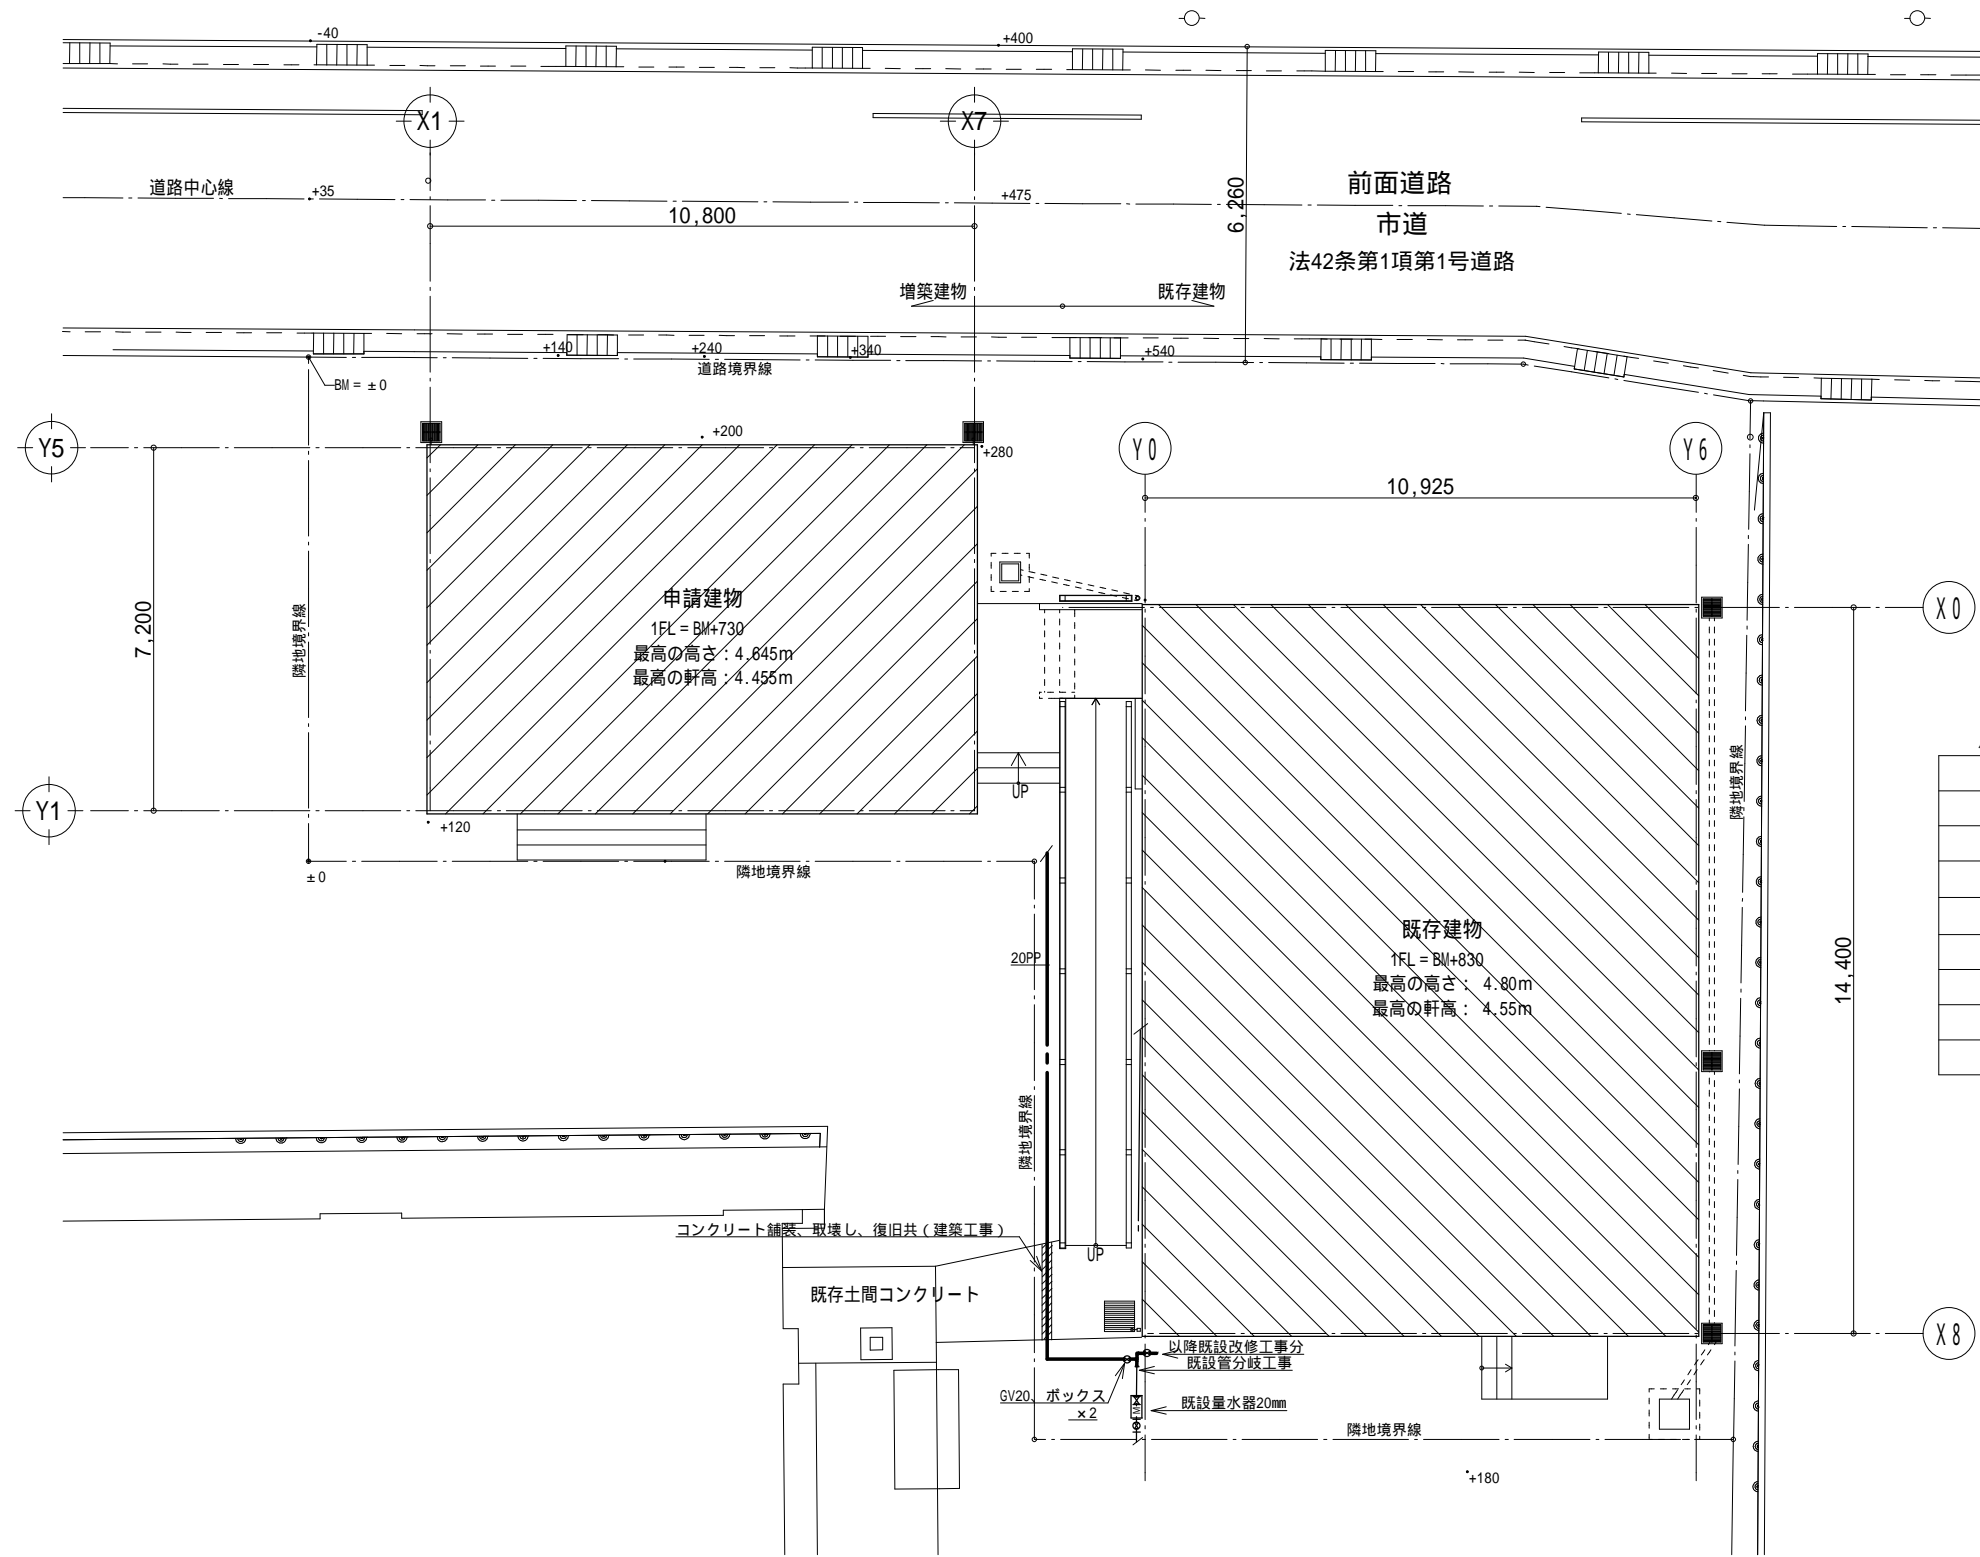 -40
+400
X1
X7
道路中心線
+35
+475
10,800
6,260
前面道路
市道
法42条第1項第1号道路
増築建物
既存建物
+140
+240
+340
+540
道路境界線
BM = ±0
Y5
+200
+280
Y0
Y6
10,925
7,200
隣地境界線
申請建物
1FL = BM+730
最高の高さ : 4.645m
最高の軒高 : 4.455m
X0
UP
隣地境界線
Y1
+120
±0
隣地境界線
既存建物
1FL = BM+830
最高の高さ : 4.80m
最高の軒高 : 4.55m
20PP
14,400
隣地境界線
コンクリート舗装、取壊し、復旧共（建築工事）
UP
既存土間コンクリート
X8
以降既設改修工事分
既設管分岐工事
GV20、ボックス
×2
既設量水器20mm
M
隣地境界線
+180